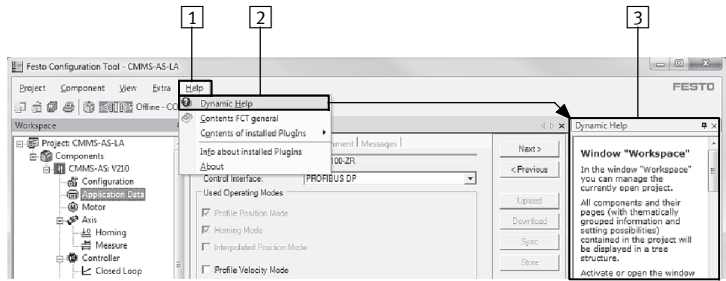 1 2 3
Festo Configuration Tool - CMMS-AS-LA
Project Component View Extra Help
FESTO
Offline - CO
Dynamic Help
Contents FCT general
Contents of installed PlugIns
Info about installed PlugIns
About
Workspace
Project: CMMS-AS-LA
Components
CMMS-AS: V210
Configuration
Application Data
Motor
Axis
Homing
Measure
Controller
Closed Loop
Messages
100-ZR
Control Interface: PROFIBUS DP
Used Operating Modes
Profile Position Mode
Homing Mode
Interpolated Position Mode
Profile Velocity Mode
Next >
< Previous
Upload
Download
Sync
Store
Dynamic Help
Window "Workspace"
In the window "Workspace"
you can manage the
currently open project.
All components and their
pages (with thematically
grouped information and
setting possibilities)
contained in the project will
be displayed in a tree
structure.
Activate or open the window